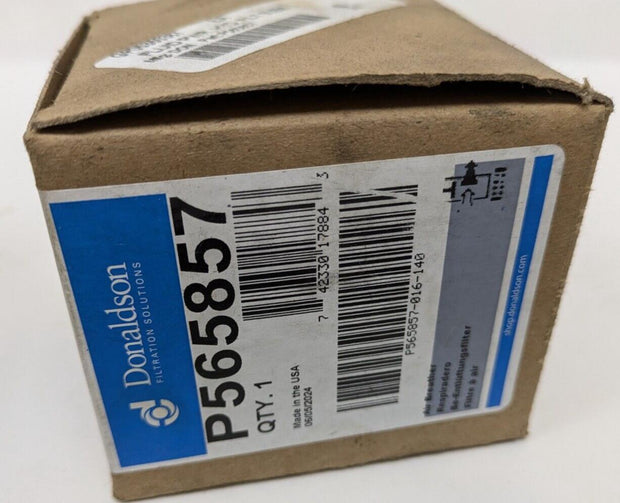 Donaldson
FILTRATION SOLUTIONS
P565857
QTY. 1
Made in the USA
06/05/2024
7 42330 17884 3
P565857-016-140
Air Breather
Respiradero
Be-Entlüftungsfilter
Filtre à air
shop.donaldson.com